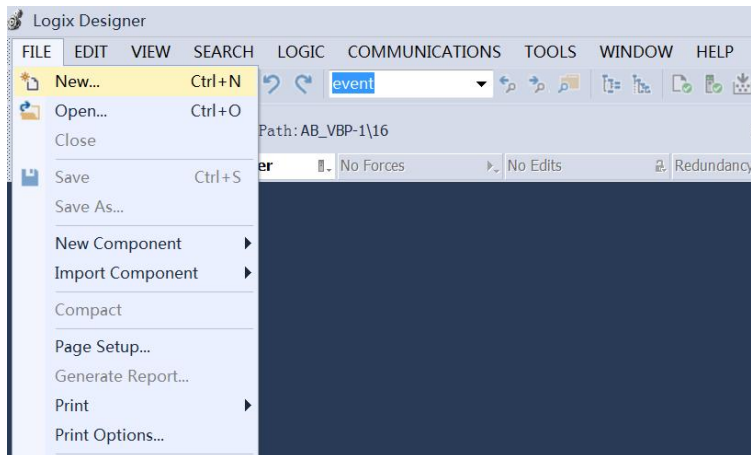 Logix Designer
FILE EDIT VIEW SEARCH LOGIC COMMUNICATIONS TOOLS WINDOW HELP
New... Ctrl+N
event
Open... Ctrl+O
Path: AB_VBP-1\16
Close
er No Forces No Edits Redundancy
Save Ctrl+S
Save As...
New Component
Import Component
Compact
Page Setup...
Generate Report...
Print
Print Options...